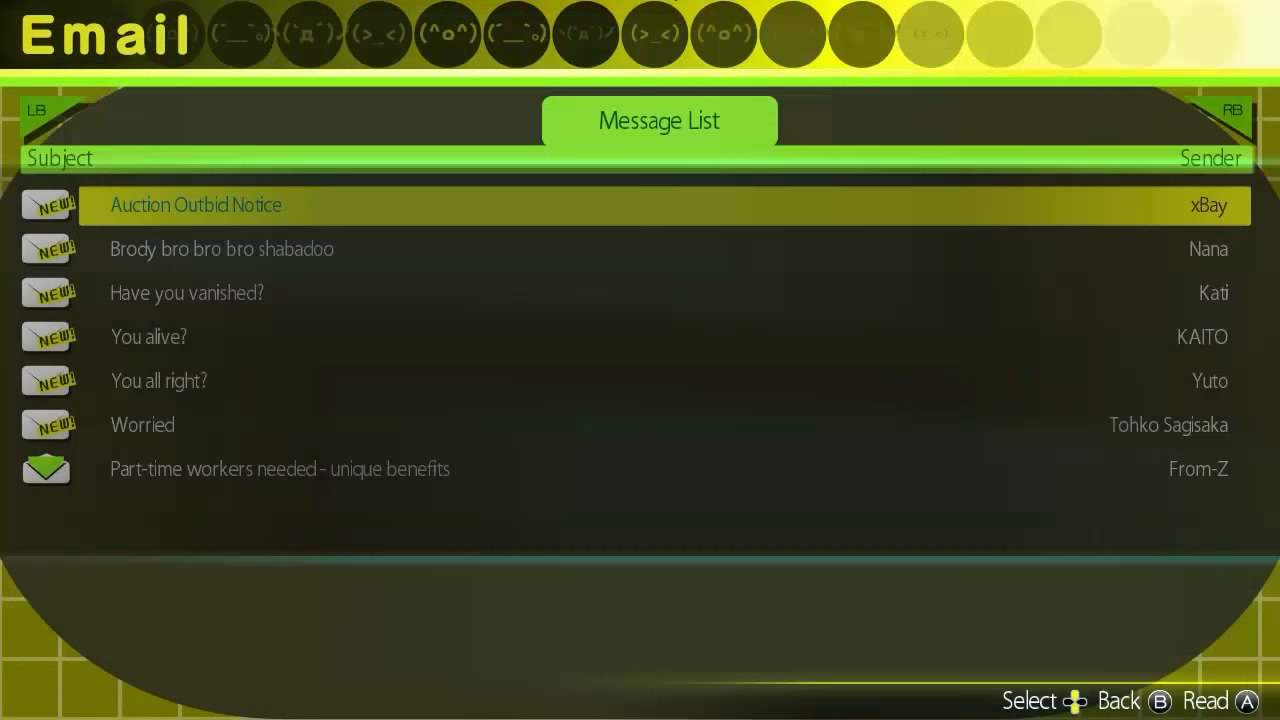 Email
(´__`o) (´Д`) (>_<) (^o^) (´__`o) (´Д`)/ (>_<) (^o^)
LB Message List RB
Subject Sender
NEW! Auction Outbid Notice xBay
NEW! Brody bro bro bro shabadoo Nana
NEW! Have you vanished? Kati
NEW! You alive? KAITO
NEW! You all right? Yuto
NEW! Worried Tohko Sagisaka
Part-time workers needed - unique benefits From-Z
Select Back B Read A